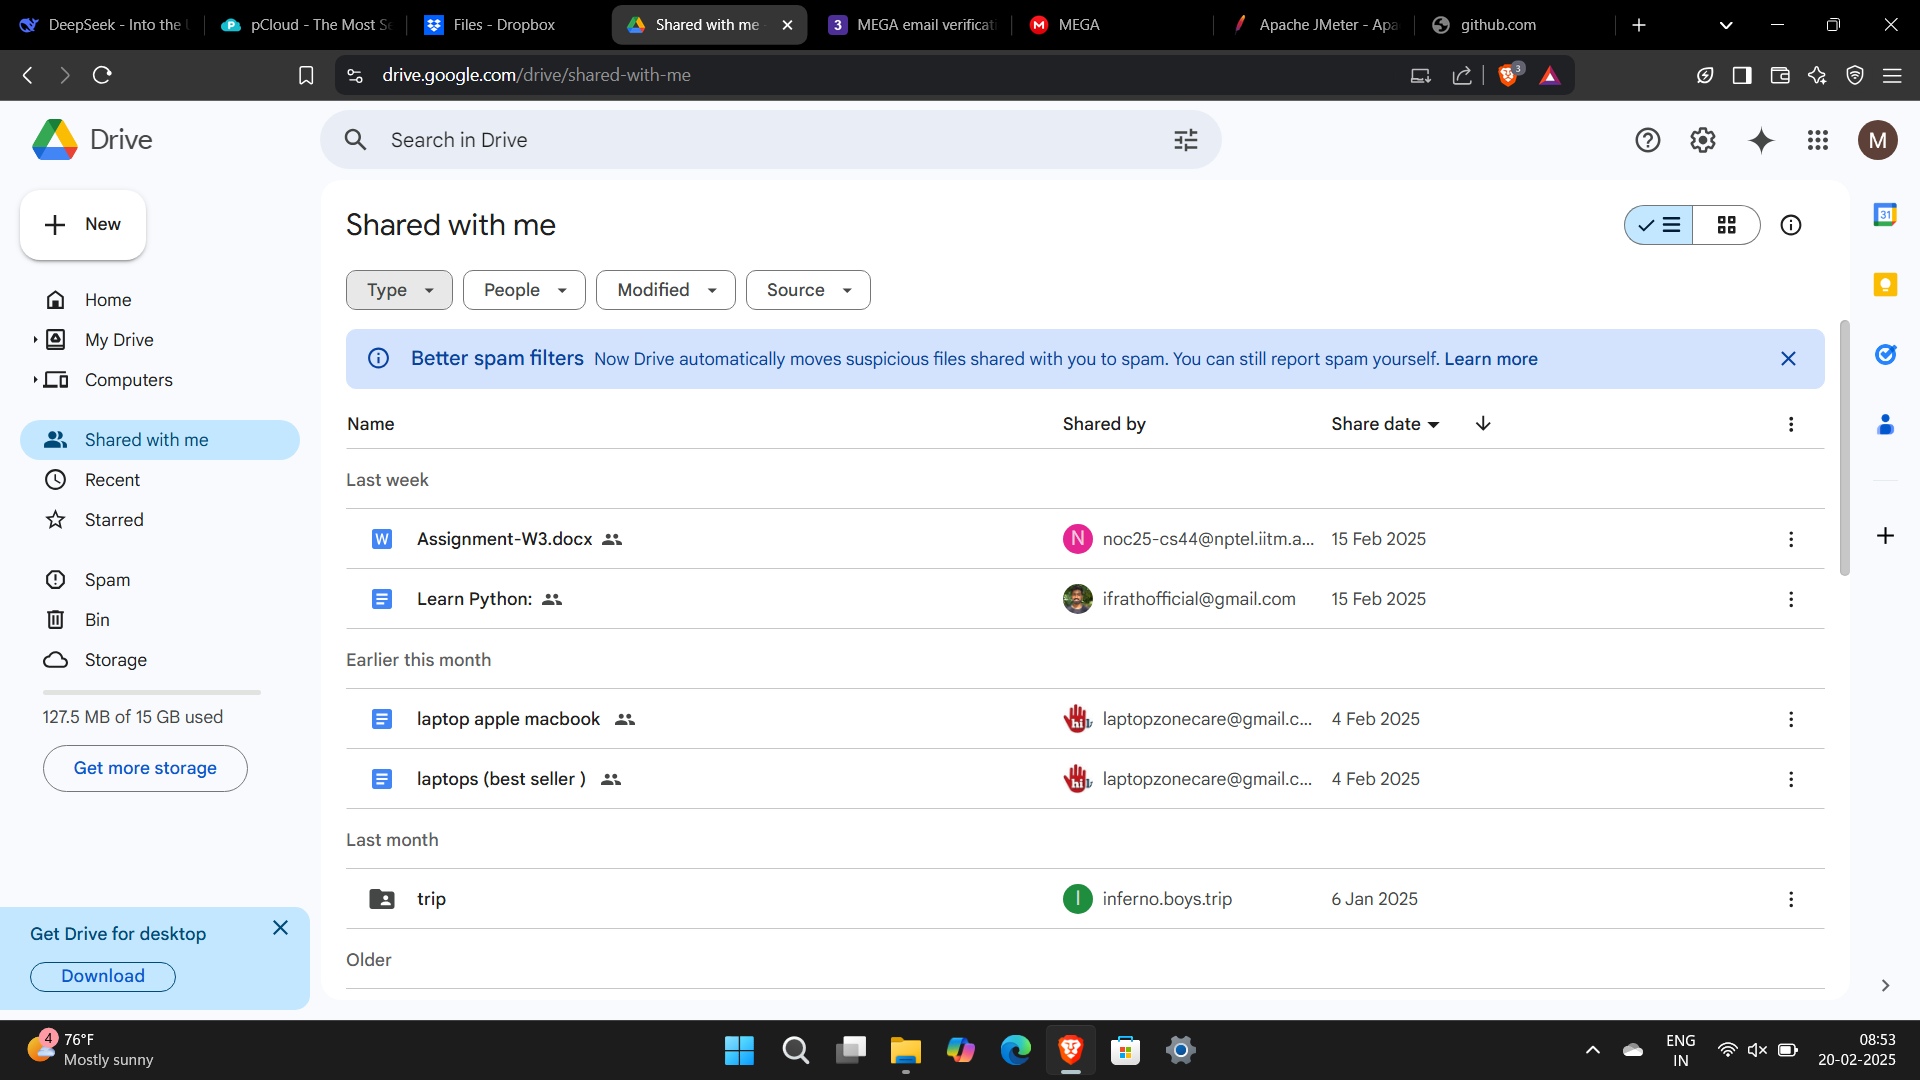 DeepSeek - Into the
pCloud - The Most Se
Files - Dropbox
Shared with me
3
MEGA email verificati
MEGA
Apache JMeter - Apa
github.com
drive.google.com/drive/shared-with-me
3
Drive
Search in Drive
M
New
Home
My Drive
Computers
Shared with me
Recent
Starred
Spam
Bin
Storage
127.5 MB of 15 GB used
Get more storage
Get Drive for desktop
Download
Shared with me
Type
People
Modified
Source
Better spam filters Now Drive automatically moves suspicious files shared with you to spam. You can still report spam yourself. Learn more
Name Shared by Share date
Last week
W Assignment-W3.docx N noc25-cs44@nptel.iitm.a... 15 Feb 2025
Learn Python: ifrathofficial@gmail.com 15 Feb 2025
Earlier this month
laptop apple macbook laptopzonecare@gmail.c... 4 Feb 2025
laptops (best seller ) laptopzonecare@gmail.c... 4 Feb 2025
Last month
trip I inferno.boys.trip 6 Jan 2025
Older
31
4
76°F
Mostly sunny
ENG
IN
08:53
20-02-2025